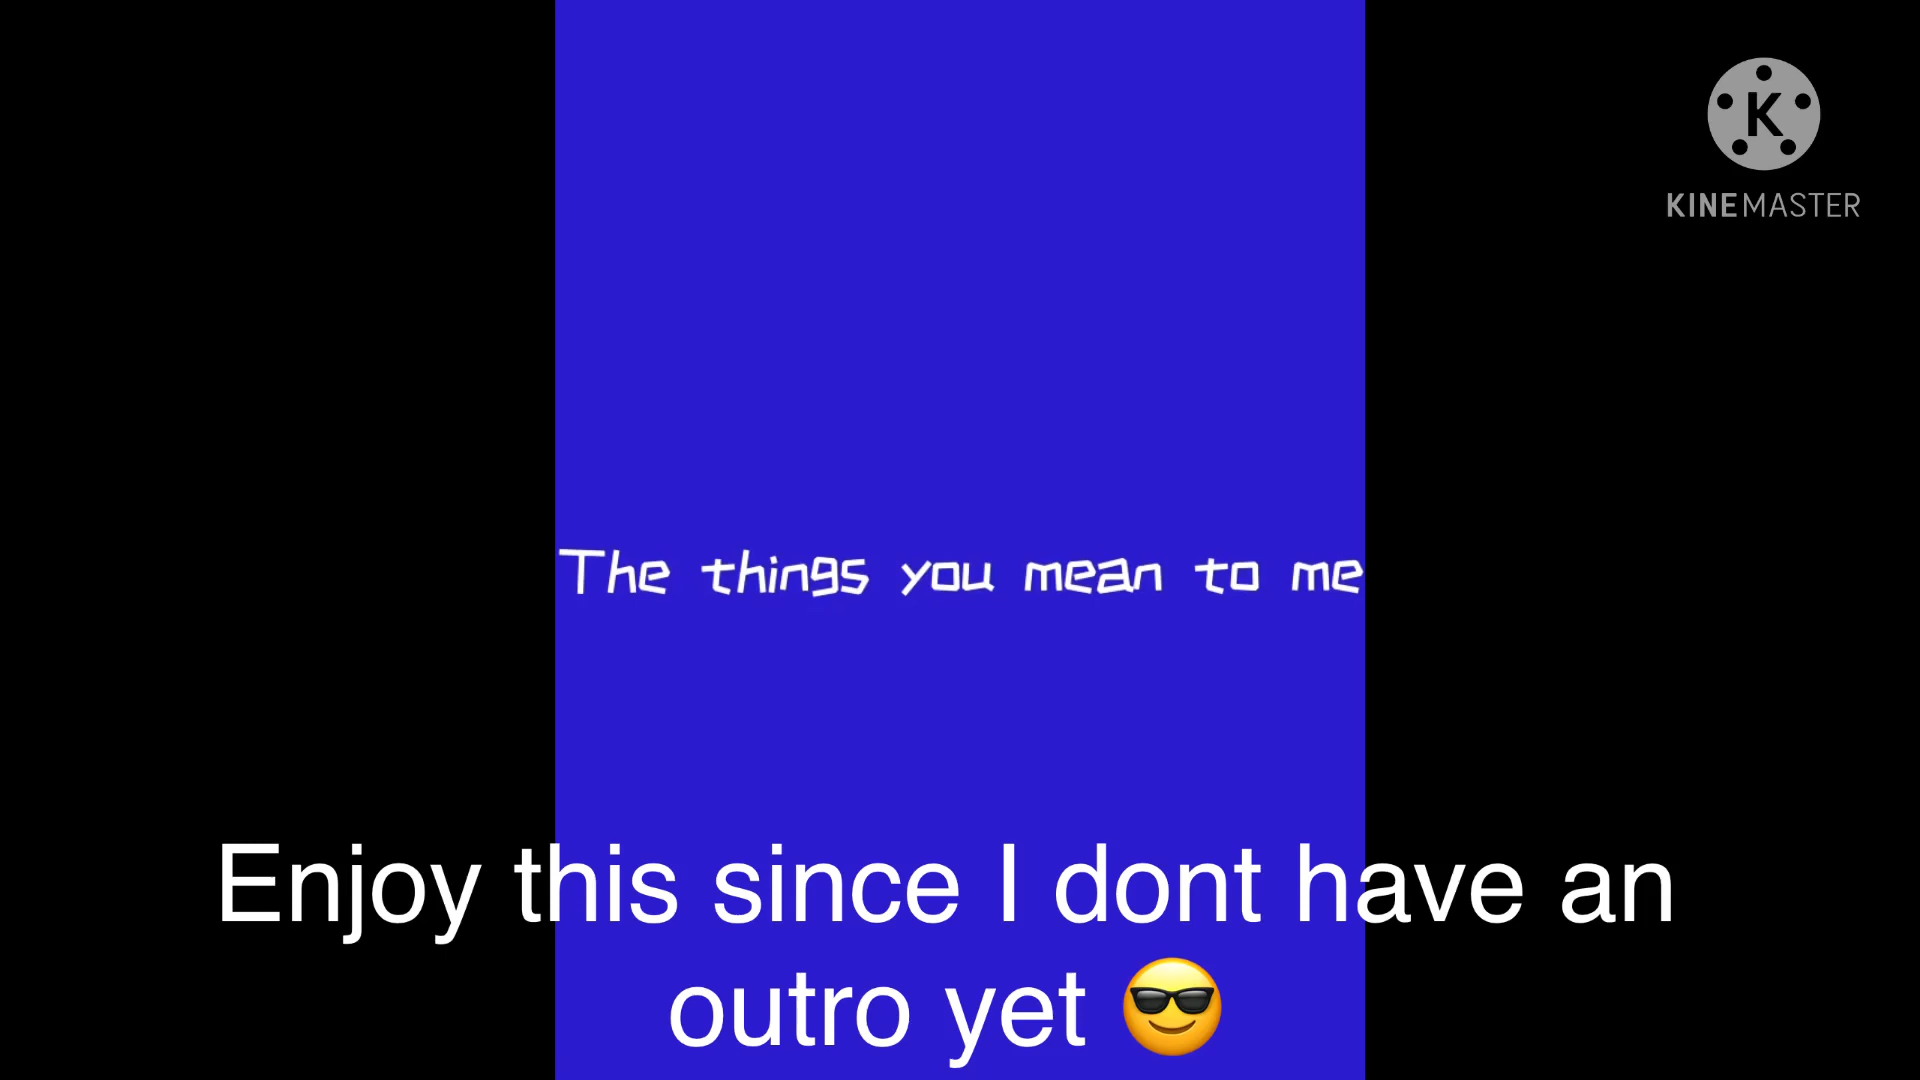 K
KINEMASTER
The things you mean to me
Enjoy this since I dont have an
outro yet 😎